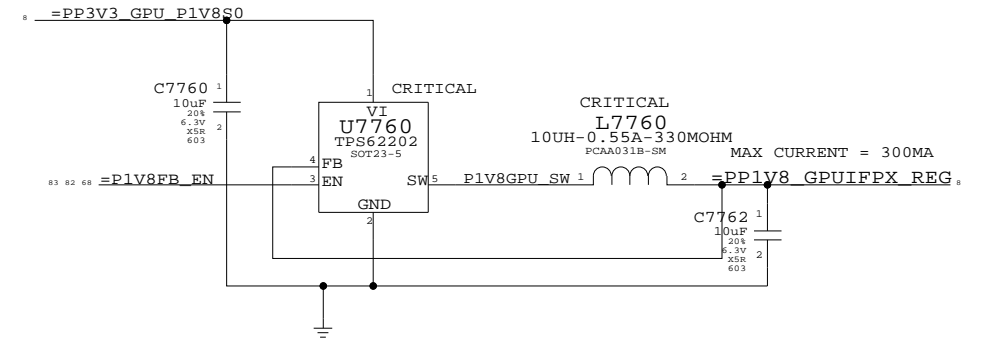 8 =PP3V3_GPU_P1V8S0
C7760 1
10uF
20%
6.3V
X5R
603
2
1 CRITICAL
VI
U7760
TPS62202
SOT23-5
4 FB
83 82 68 =P1V8FB_EN 3 EN
SW 5 P1V8GPU_SW 1
GND
2
CRITICAL
L7760
10UH-0.55A-330MOHM
PCAA031B-SM
MAX CURRENT = 300MA
2 =PP1V8_GPUIFPX_REG 8
C7762 1
10uF
20%
6.3V
X5R
603
2